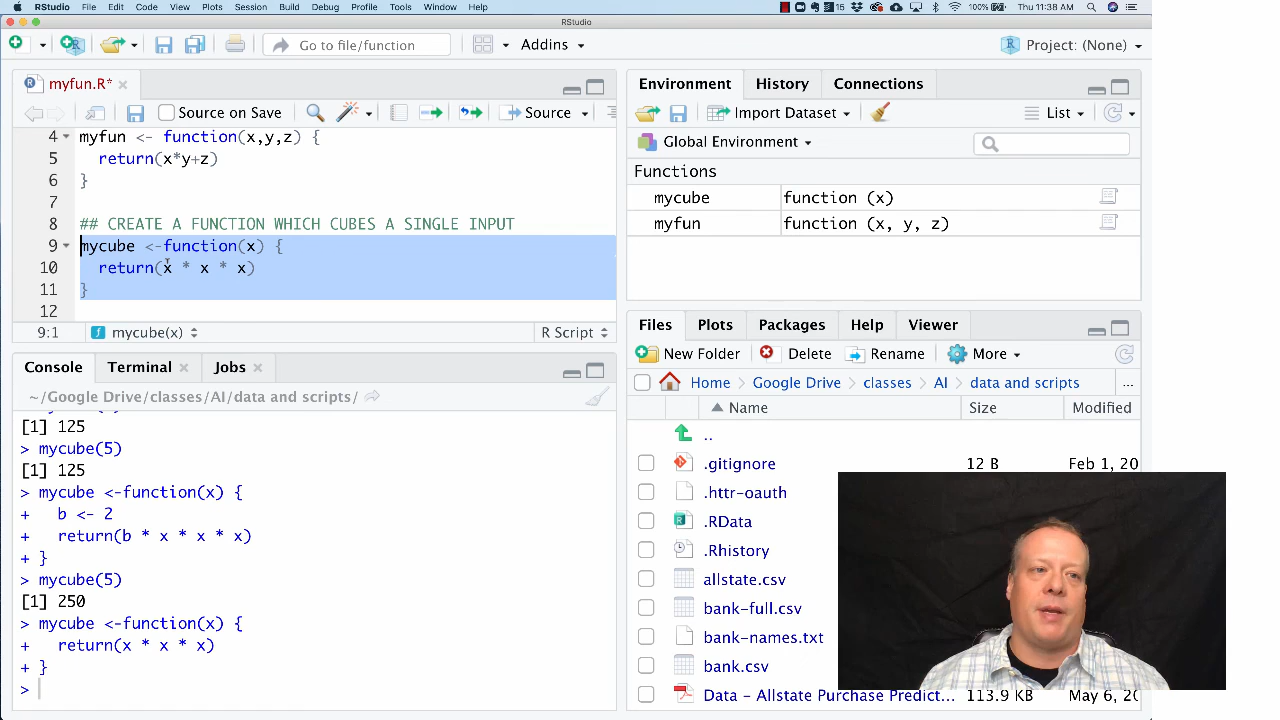 RStudio File Edit Code View Plots Session Build Debug Profile Tools Window Help 15 100% Thu 11:38 AM
RStudio
Go to file/function Addins Project: (None)
myfun.R*
Source on Save Source
4 myfun <- function(x,y,z) {
5 return(x*y+z)
6 }
7
8 ## CREATE A FUNCTION WHICH CUBES A SINGLE INPUT
9 mycube <-function(x) {
10 return(x * x * x)
11 }
12
9:1 mycube(x) R Script
Console Terminal Jobs
~/Google Drive/classes/AI/data and scripts/
[1] 125
> mycube(5)
[1] 125
> mycube <-function(x) {
+ b <- 2
+ return(b * x * x * x)
+ }
> mycube(5)
[1] 250
> mycube <-function(x) {
+ return(x * x * x)
+ }
>
Environment History Connections
Import Dataset List
Global Environment
Functions
mycube function (x)
myfun function (x, y, z)
Files Plots Packages Help Viewer
New Folder Delete Rename More
Home Google Drive classes AI data and scripts ...
Name Size Modified
..
.gitignore 12 B Feb 1, 20
.httr-oauth
.RData
.Rhistory
allstate.csv
bank-full.csv
bank-names.txt
bank.csv
Data - Allstate Purchase Predict... 113.9 KB May 6, 20